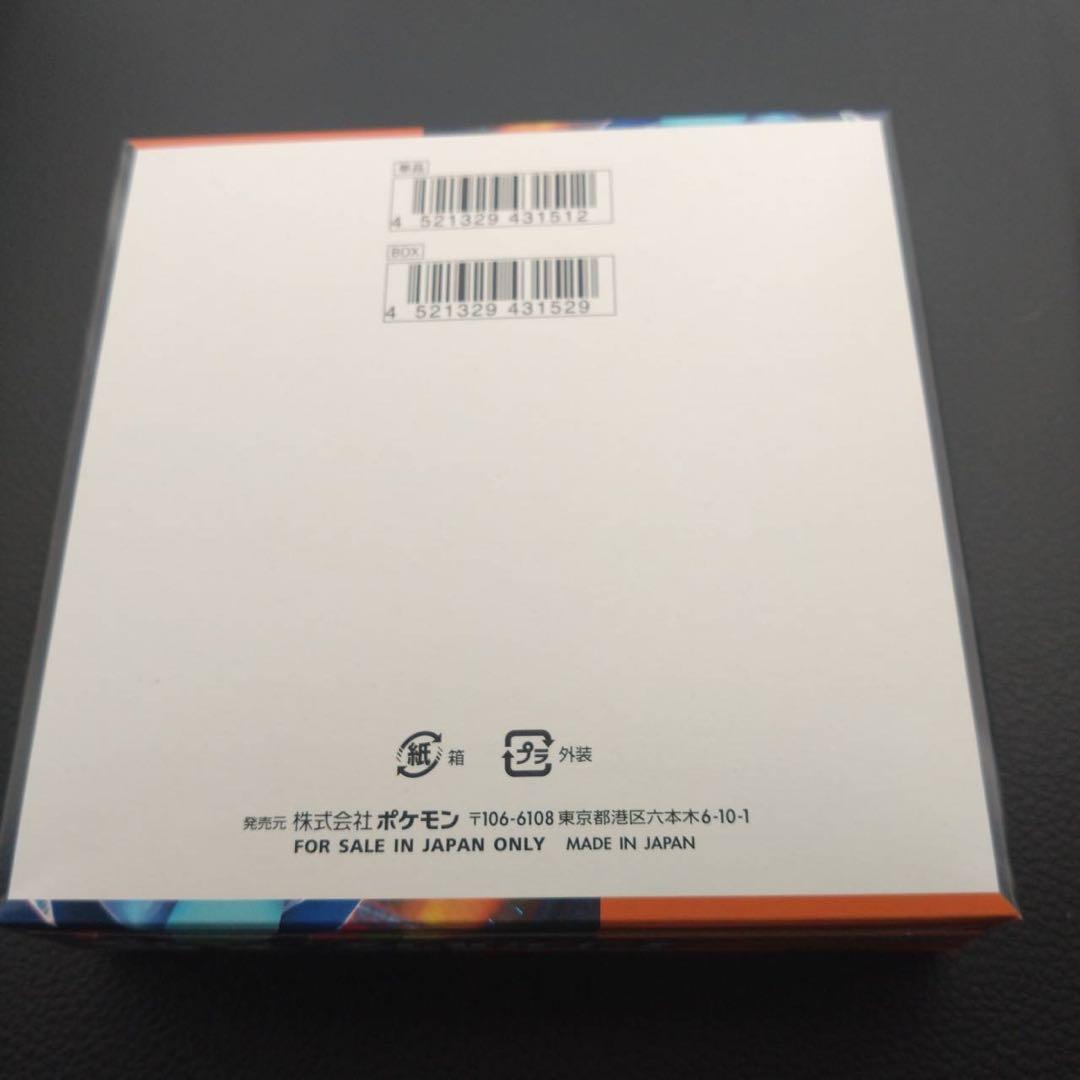 単品
4 521329 431512
BOX
4 521329 431529
紙 箱 プラ 外装
発売元 株式会社 ポケモン 〒106-6108 東京都港区六本木6-10-1
FOR SALE IN JAPAN ONLY MADE IN JAPAN